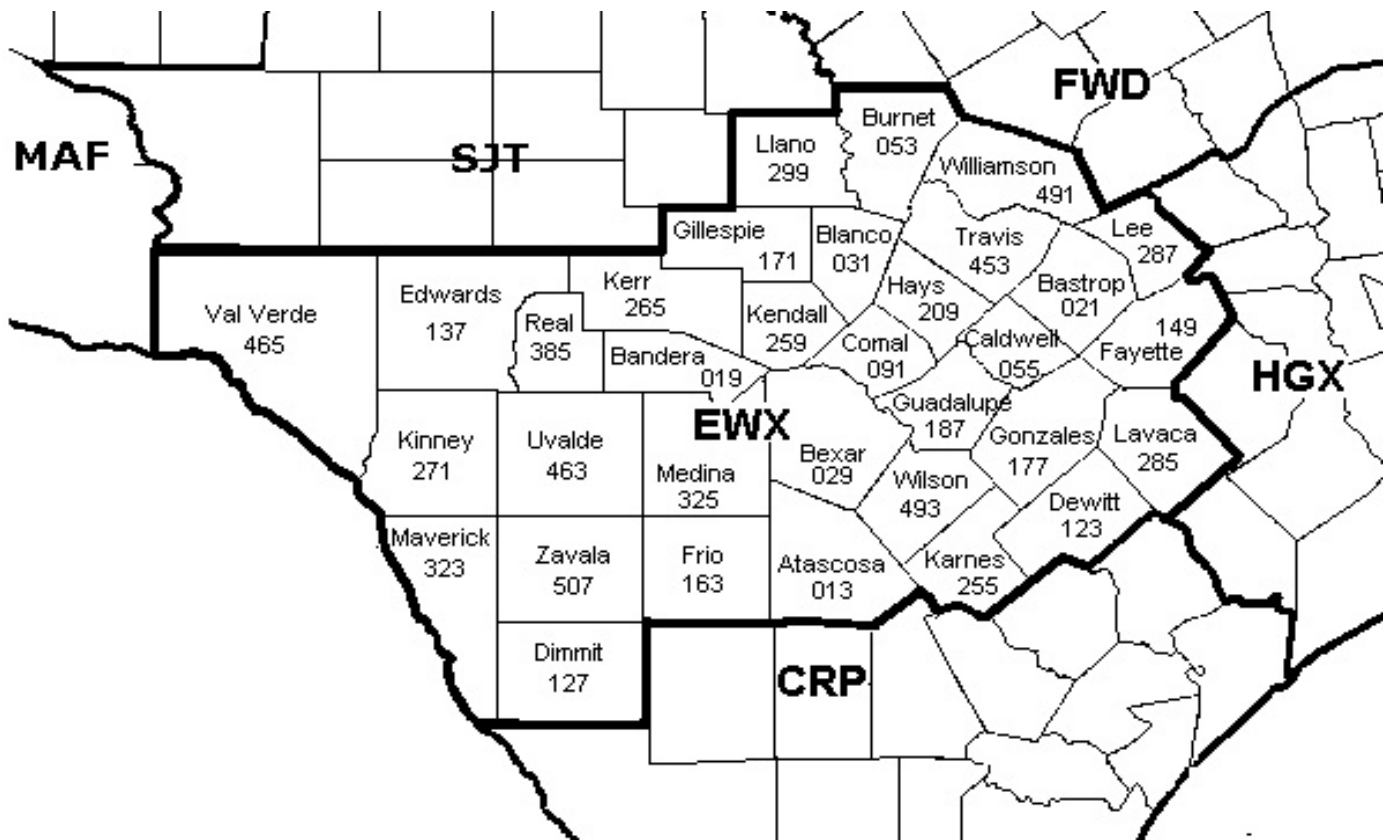 FWD
Burnet
053
Llano
299
MAF
SJT
Williamson
491
Gillespie
171
Blanco
031
Travis
453
Lee
287
Val Verde
465
Edwards
137
Kerr
265
Real
385
Kendall
259
Hays
209
Bastrop
021
Bandera
019
Comal
091
Caldwell
055
149
Fayette
HGX
EWX
Guadalupe
187
Kinney
271
Uvalde
463
Medina
325
Bexar
029
Gonzales
177
Lavaca
285
Wilson
493
Dewitt
123
Maverick
323
Zavala
507
Frio
163
Atascosa
013
Karnes
255
Dimmit
127
CRP